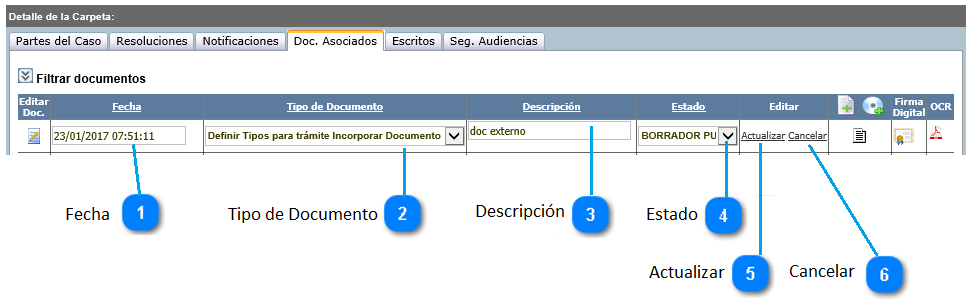 Detalle de la Carpeta:
Partes del Caso Resoluciones Notificaciones Doc. Asociados Escritos Seg. Audiencias
Filtrar documentos
Editar Doc. Fecha Tipo de Documento Descripción Estado Editar Firma Digital OCR
23/01/2017 07:51:11 Definir Tipos para trámite Incorporar Documento doc externo BORRADOR PU Actualizar Cancelar
Fecha 1 Tipo de Documento 2 Descripción 3 Estado 4
Actualizar 5 Cancelar 6